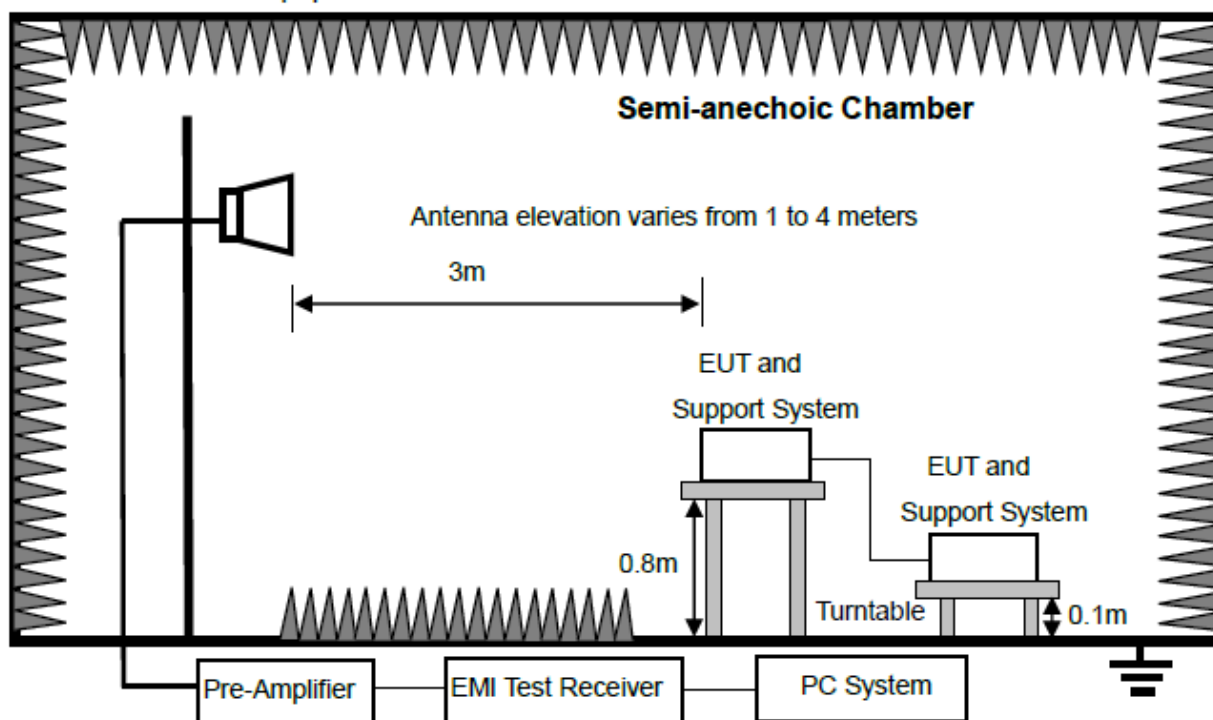 Semi-anechoic Chamber
Antenna elevation varies from 1 to 4 meters
3m
EUT and
Support System
EUT and
Support System
0.8m
Turntable
0.1m
Pre-Amplifier
EMI Test Receiver
PC System